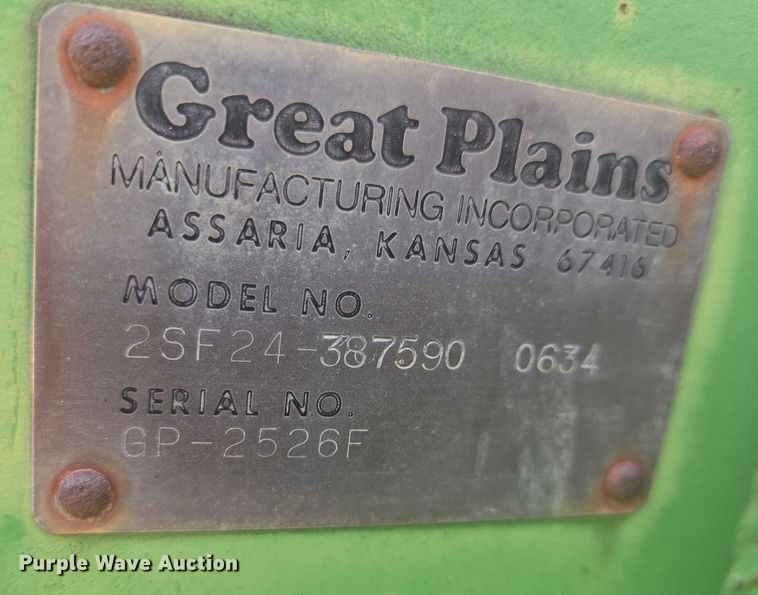 Great Plains
MANUFACTURING INCORPORATED
ASSARIA, KANSAS 67416
MODEL NO.
2SF24-387590 0634
SERIAL NO.
GP-2526F
Purple Wave Auction